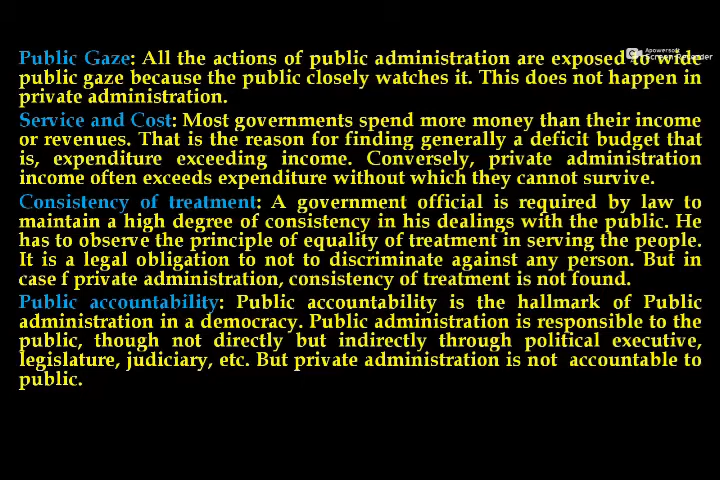 Apowersoft
Screen Recorder
Public Gaze: All the actions of public administration are exposed to wide
public gaze because the public closely watches it. This does not happen in
private administration.
Service and Cost: Most governments spend more money than their income
or revenues. That is the reason for finding generally a deficit budget that
is, expenditure exceeding income. Conversely, private administration
income often exceeds expenditure without which they cannot survive.
Consistency of treatment: A government official is required by law to
maintain a high degree of consistency in his dealings with the public. He
has to observe the principle of equality of treatment in serving the people.
It is a legal obligation to not to discriminate against any person. But in
case f private administration, consistency of treatment is not found.
Public accountability: Public accountability is the hallmark of Public
administration in a democracy. Public administration is responsible to the
public, though not directly but indirectly through political executive,
legislature, judiciary, etc. But private administration is not accountable to
public.